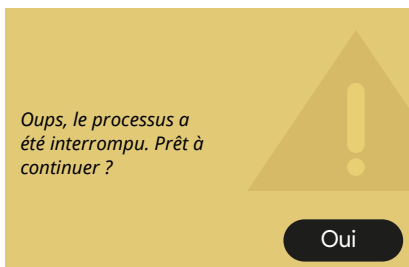 Oups, le processus a
été interrompu. Prêt à
continuer ?
Oui